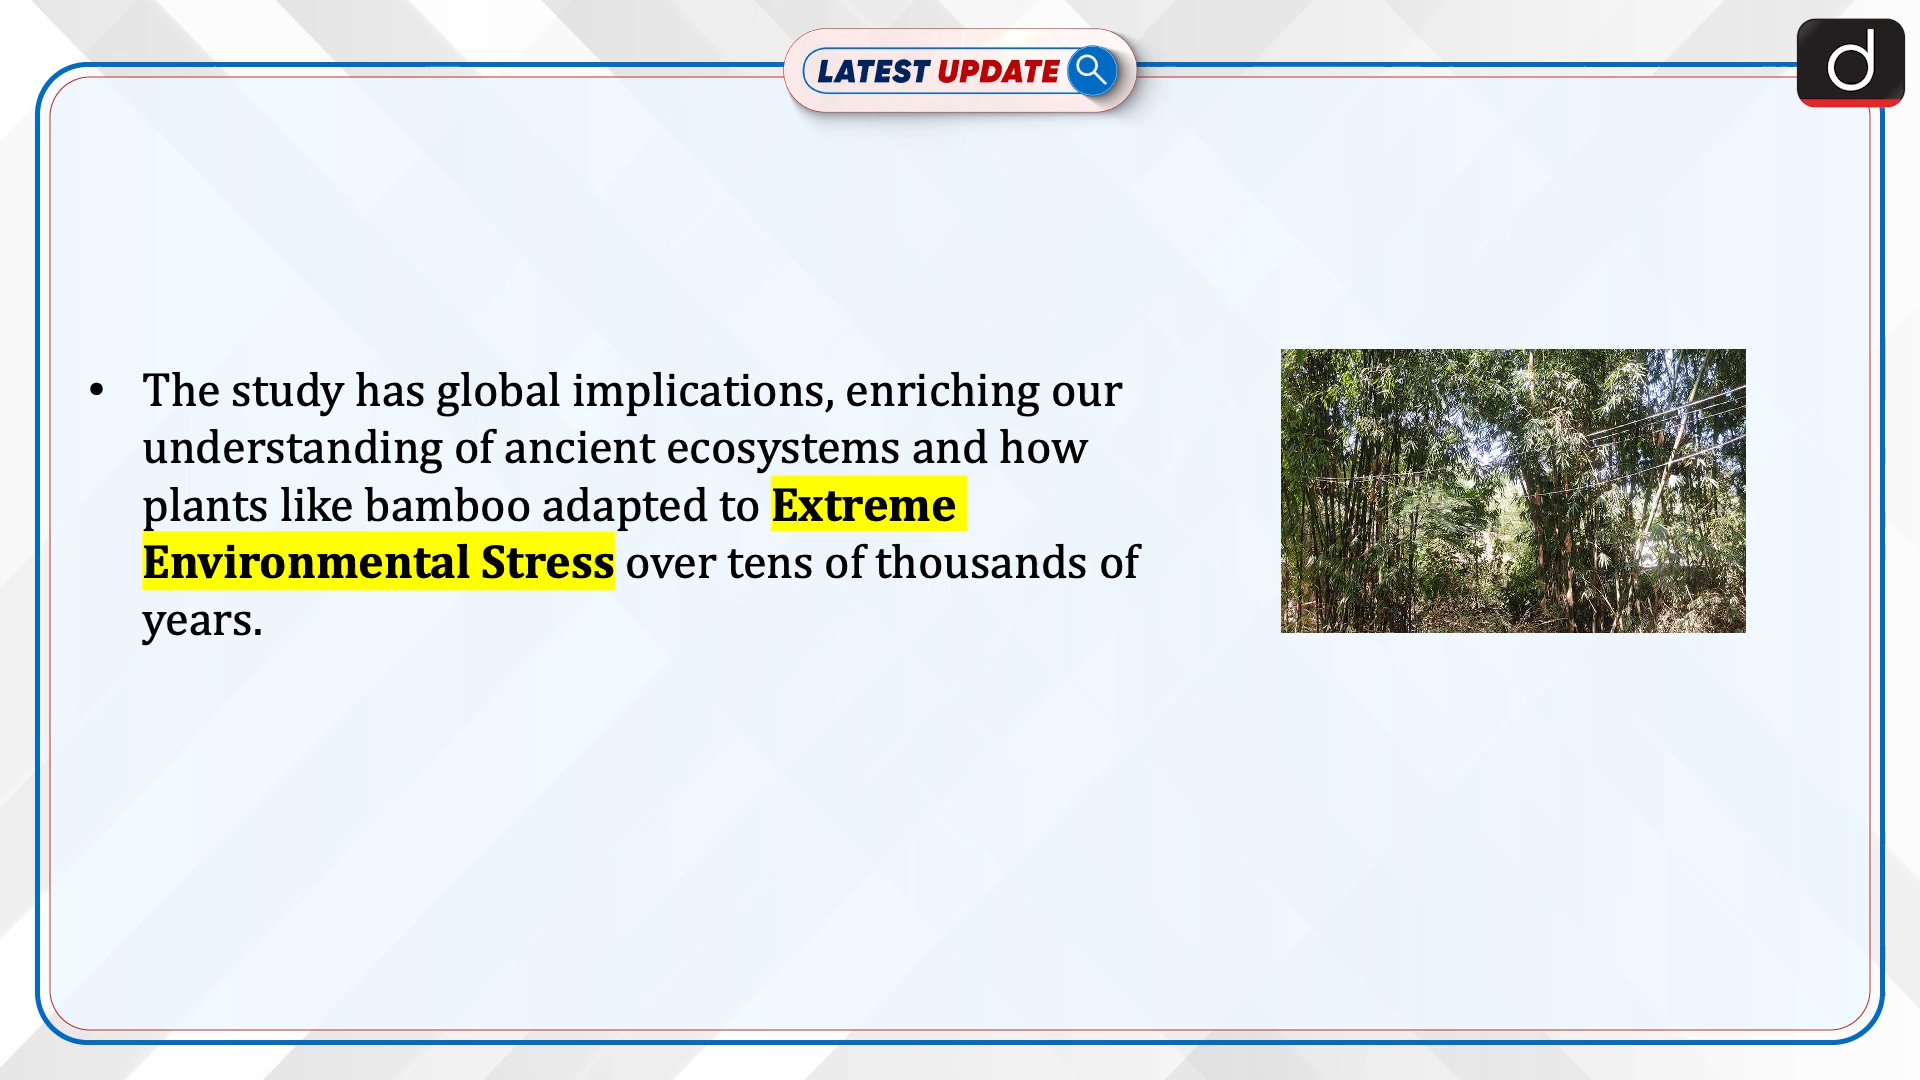 LATEST UPDATE
d
• The study has global implications, enriching our
understanding of ancient ecosystems and how
plants like bamboo adapted to Extreme
Environmental Stress over tens of thousands of
years.